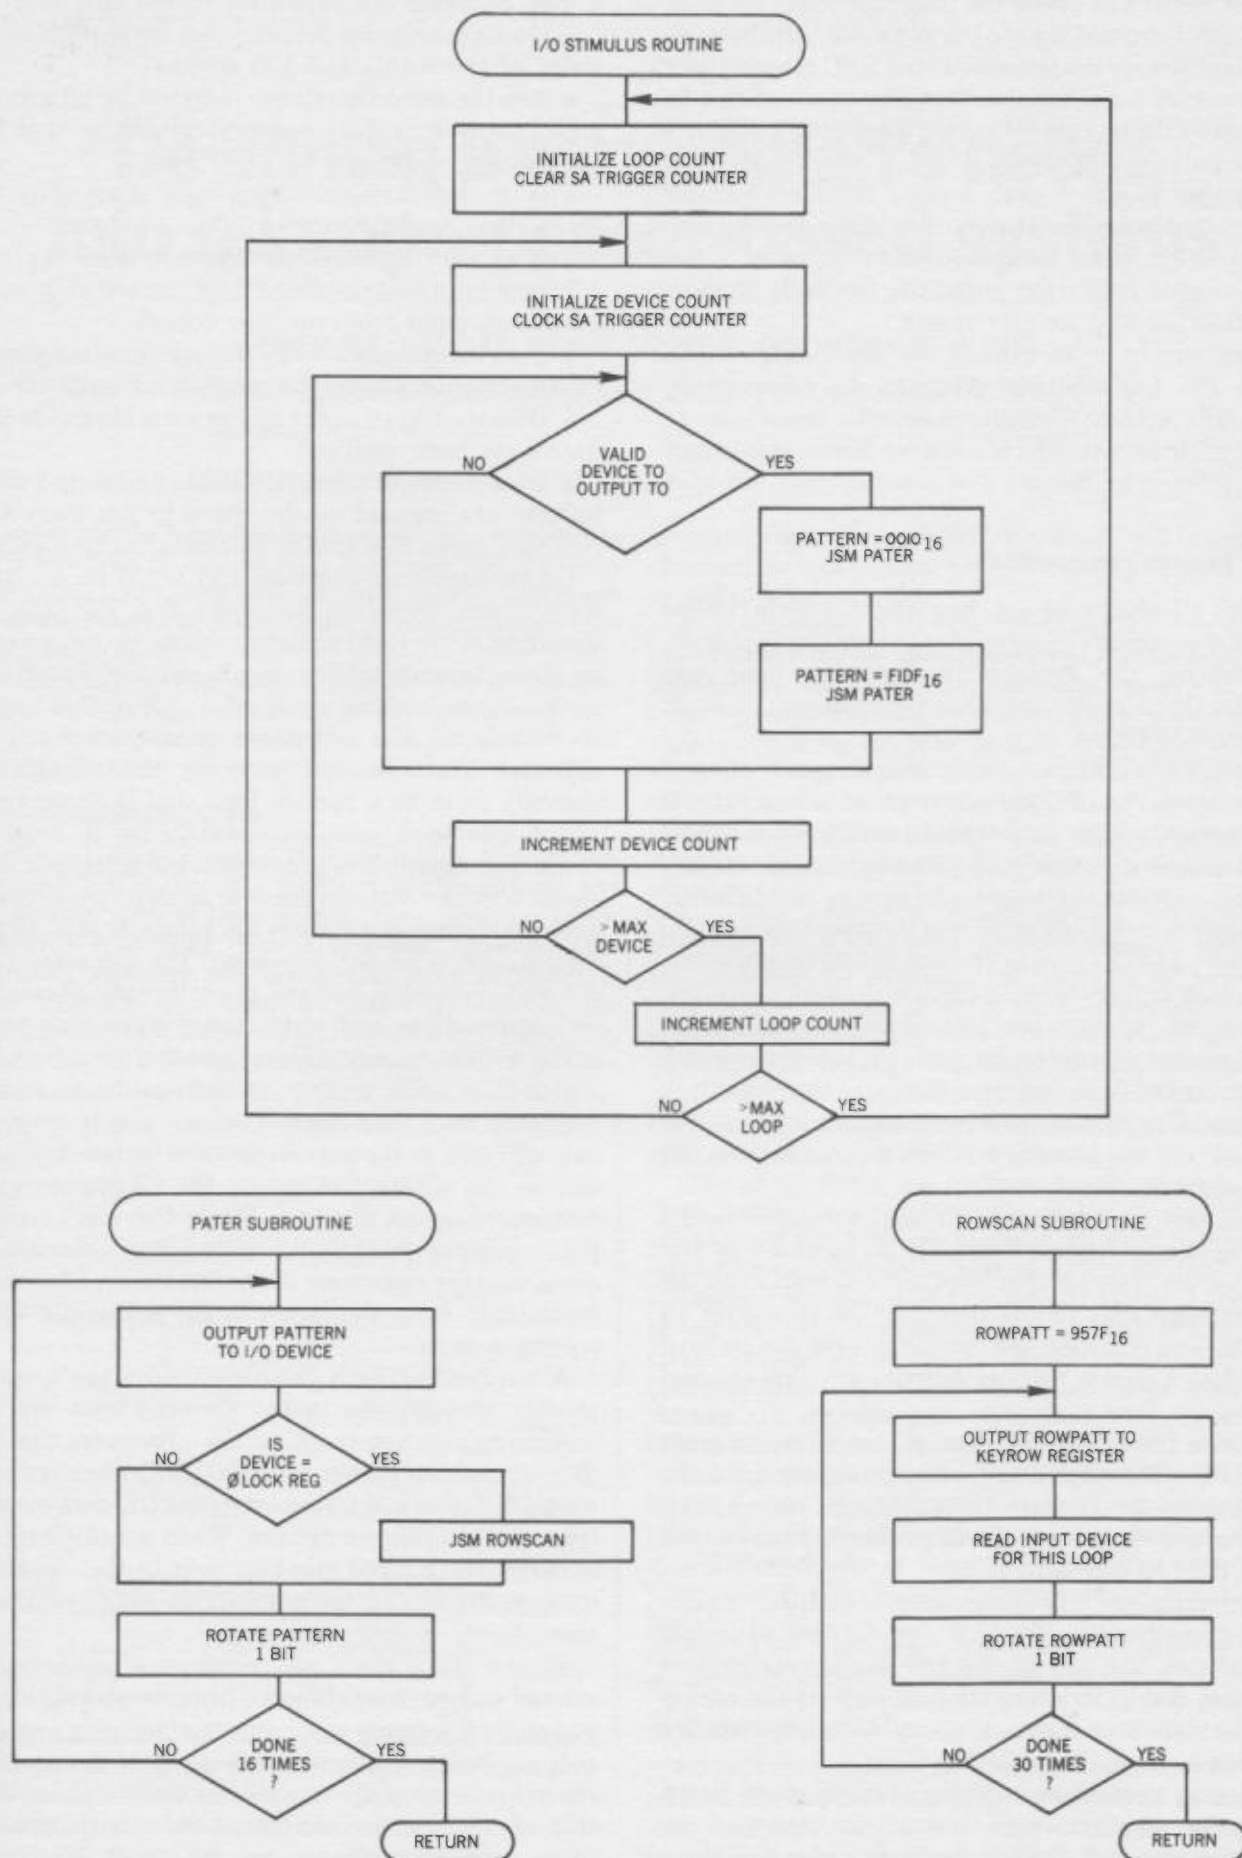 I/O STIMULUS ROUTINE
INITIALIZE LOOP COUNT
CLEAR SA TRIGGER COUNTER
INITIALIZE DEVICE COUNT
CLOCK SA TRIGGER COUNTER
VALID
DEVICE TO
OUTPUT TO
NO
YES
PATTERN = 0010 16
JSM PATER
PATTERN = F1DF 16
JSM PATER
INCREMENT DEVICE COUNT
> MAX
DEVICE
NO
YES
INCREMENT LOOP COUNT
> MAX
LOOP
NO
YES
PATER SUBROUTINE
OUTPUT PATTERN
TO I/O DEVICE
IS
DEVICE =
ØLOCK REG
NO
YES
JSM ROWSCAN
ROTATE PATTERN
1 BIT
DONE
16 TIMES
?
NO
YES
RETURN
ROWSCAN SUBROUTINE
ROWPATT = 957F 16
OUTPUT ROWPATT TO
KEYROW REGISTER
READ INPUT DEVICE
FOR THIS LOOP
ROTATE ROWPATT
1 BIT
DONE
30 TIMES
?
NO
YES
RETURN